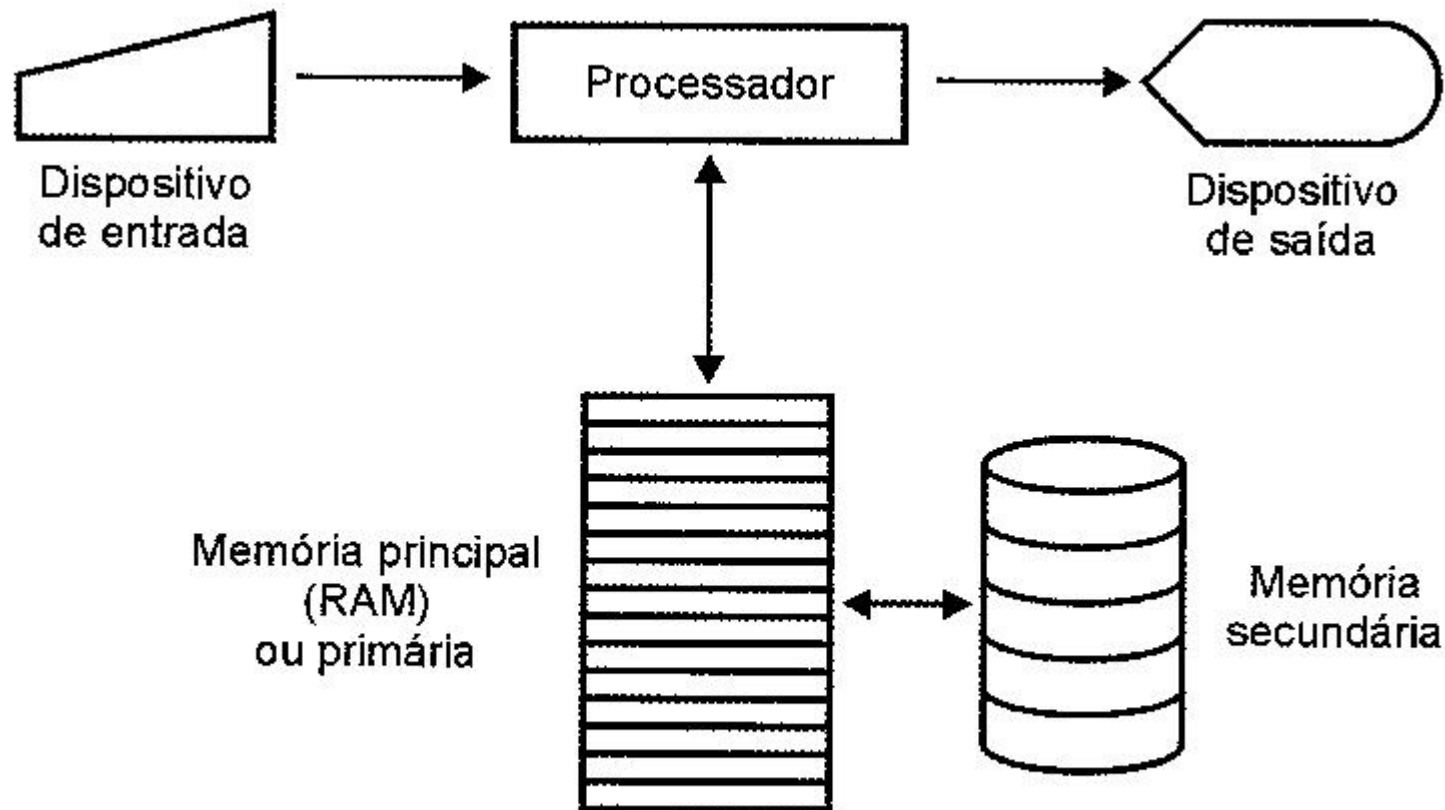 Processador
Dispositivo
de entrada
Dispositivo
de saída
Memória principal
(RAM)
ou primária
Memória
secundária